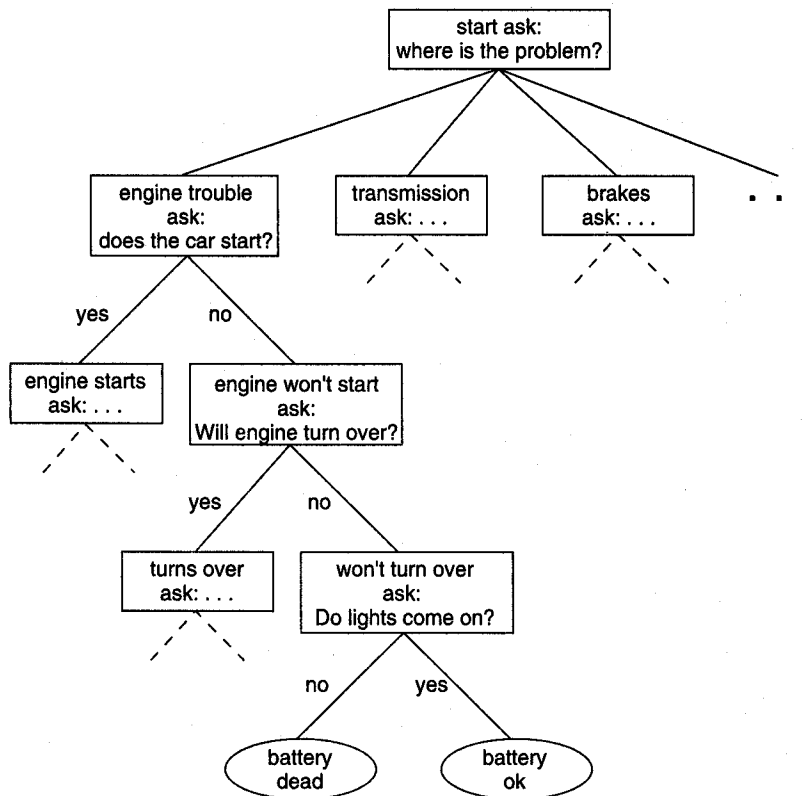 start ask:
where is the problem?
engine trouble
ask:
does the car start?
transmission
ask: . . .
brakes
ask: . . .
. .
yes
no
engine starts
ask: . . .
engine won't start
ask:
Will engine turn over?
yes
no
turns over
ask: . . .
won't turn over
ask:
Do lights come on?
no
yes
battery
dead
battery
ok